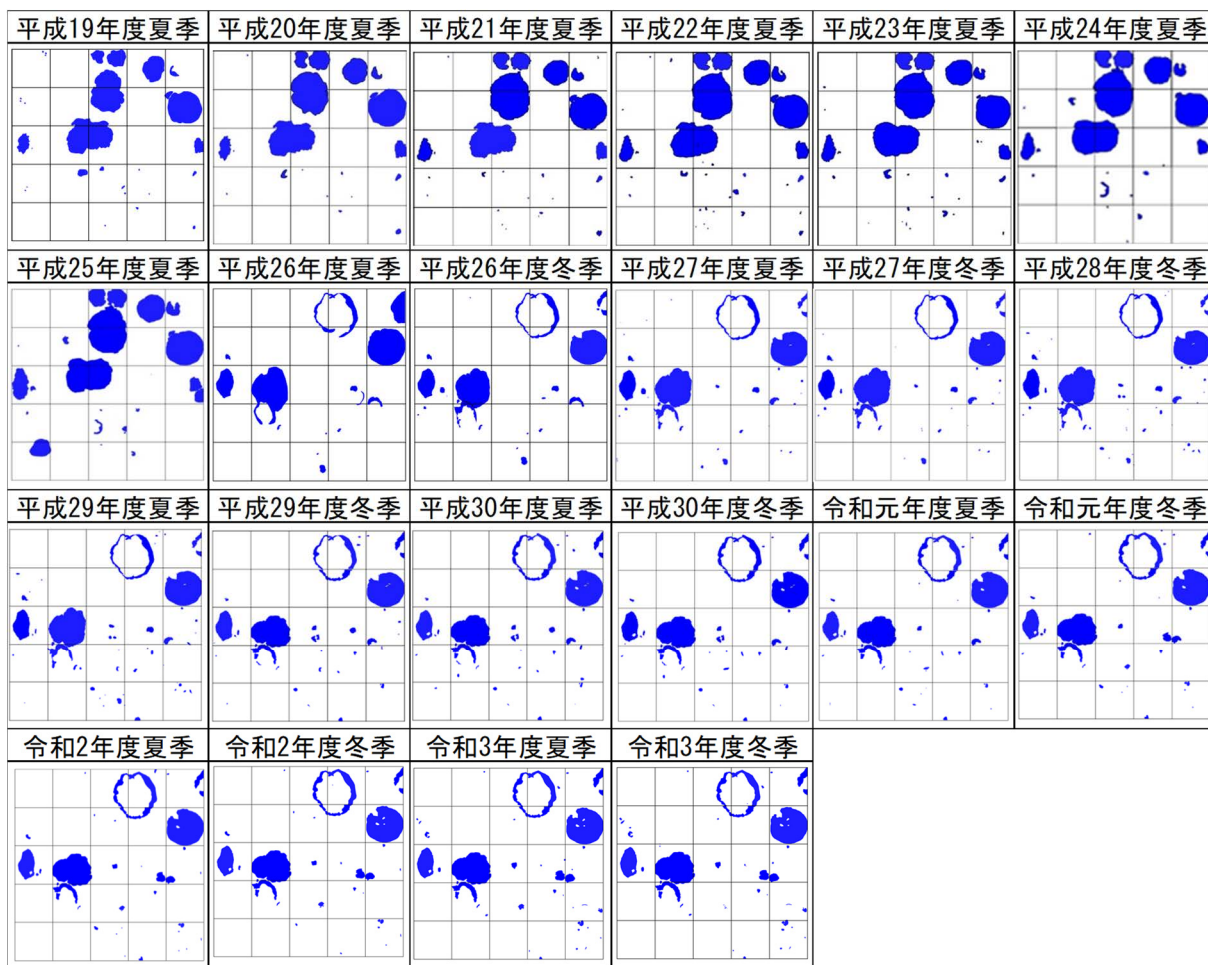 平成19年度夏季 平成20年度夏季 平成21年度夏季 平成22年度夏季 平成23年度夏季 平成24年度夏季
平成25年度夏季 平成26年度夏季 平成26年度冬季 平成27年度夏季 平成27年度冬季 平成28年度冬季
平成29年度夏季 平成29年度冬季 平成30年度夏季 平成30年度冬季 令和元年度夏季 令和元年度冬季
令和2年度夏季 令和2年度冬季 令和3年度夏季 令和3年度冬季